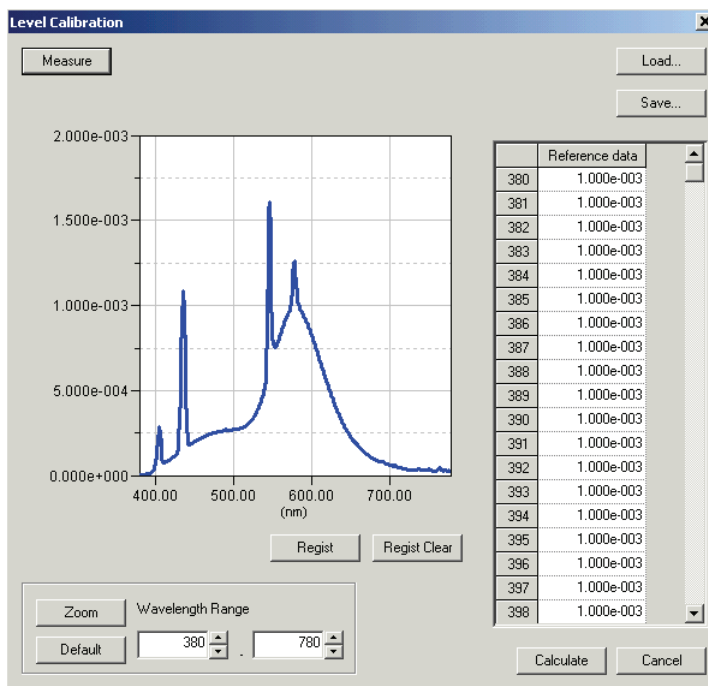 Level Calibration
Measure
Load...
Save...
2.000e-003
1.500e-003
1.000e-003
5.000e-004
0.000e+000
400.00 500.00 600.00 700.00
(nm)
Regist Regist Clear
Reference data
380 1.000e-003
381 1.000e-003
382 1.000e-003
383 1.000e-003
384 1.000e-003
385 1.000e-003
386 1.000e-003
387 1.000e-003
388 1.000e-003
389 1.000e-003
390 1.000e-003
391 1.000e-003
392 1.000e-003
393 1.000e-003
394 1.000e-003
395 1.000e-003
396 1.000e-003
397 1.000e-003
398 1.000e-003
Zoom Wavelength Range
Default 380 - 780
Calculate Cancel